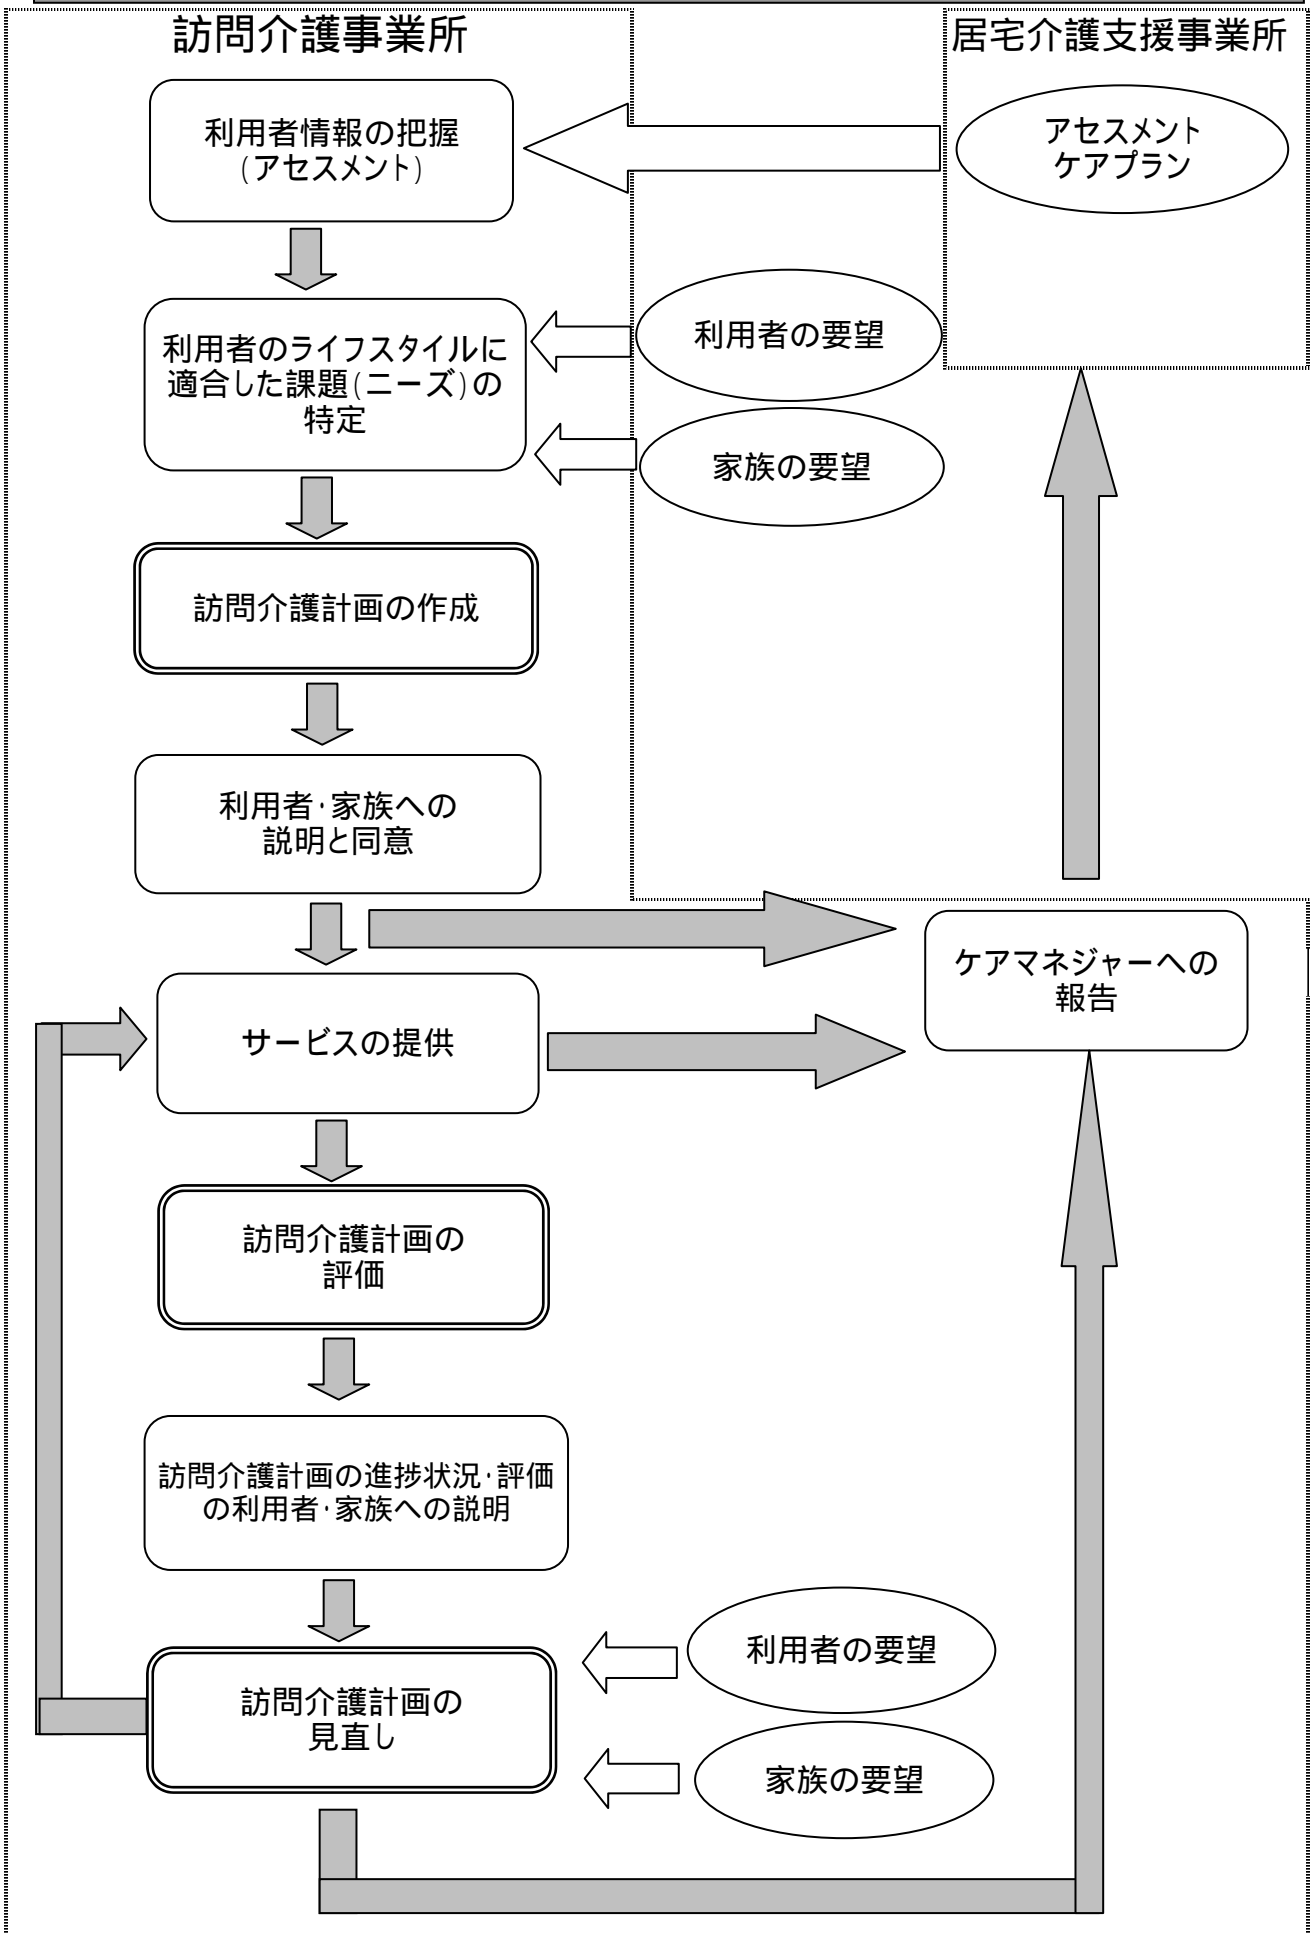 訪問介護事業所
居宅介護支援事業所
利用者情報の把握
(アセスメント)
アセスメント
ケアプラン
利用者のライフスタイルに
適合した課題(ニーズ)の
特定
利用者の要望
家族の要望
訪問介護計画の作成
利用者･家族への
説明と同意
ケアマネジャーへの
報告
サービスの提供
訪問介護計画の
評価
訪問介護計画の進捗状況･評価
の利用者･家族への説明
訪問介護計画の
見直し
利用者の要望
家族の要望